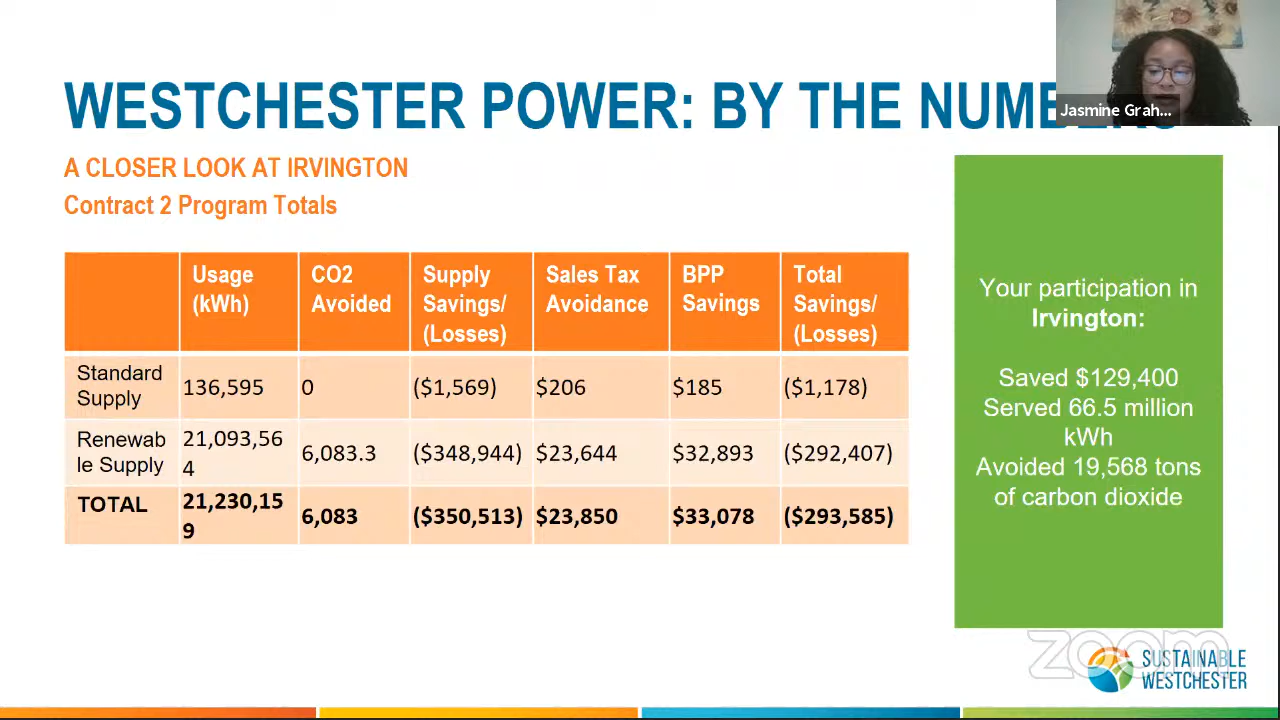 WESTCHESTER POWER: BY THE NUMBERS
Jasmine Grah...
A CLOSER LOOK AT IRVINGTON
Contract 2 Program Totals
Usage (kWh)
CO2 Avoided
Supply Savings/ (Losses)
Sales Tax Avoidance
BPP Savings
Total Savings/ (Losses)
Standard Supply
136,595
0
($1,569)
$206
$185
($1,178)
Renewab
le Supply
21,093,56
4
6,083.3
($348,944)
$23,644
$32,893
($292,407)
TOTAL
21,230,15
9
6,083
($350,513)
$23,850
$33,078
($293,585)
Your participation in
Irvington:
Saved $129,400
Served 66.5 million
kWh
Avoided 19,568 tons
of carbon dioxide
zoom
SUSTAINABLE
WESTCHESTER